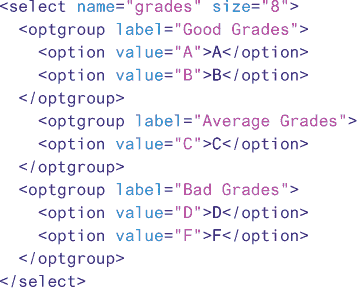 <select name="grades" size="8">
  <optgroup label="Good Grades">
    <option value="A">A</option>
    <option value="B">B</option>
  </optgroup>
    <optgroup label="Average Grades">
    <option value="C">C</option>
  </optgroup>
  <optgroup label="Bad Grades">
    <option value="D">D</option>
    <option value="F">F</option>
  </optgroup>
</select>